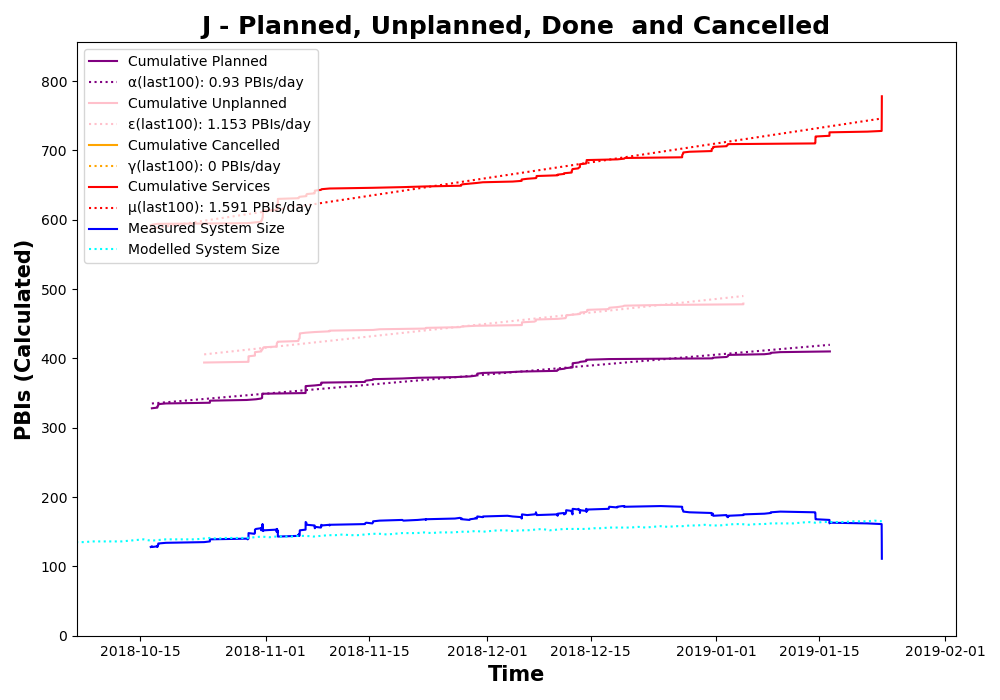 J - Planned, Unplanned, Done  and Cancelled
PBIs (Calculated)
800
700
600
500
400
300
200
100
0
Cumulative Planned
α(last100): 0.93 PBIs/day
Cumulative Unplanned
ε(last100): 1.153 PBIs/day
Cumulative Cancelled
γ(last100): 0 PBIs/day
Cumulative Services
μ(last100): 1.591 PBIs/day
Measured System Size
Modelled System Size
2018-10-15 2018-11-01 2018-11-15 2018-12-01 2018-12-15 2019-01-01 2019-01-15 2019-02-01
Time